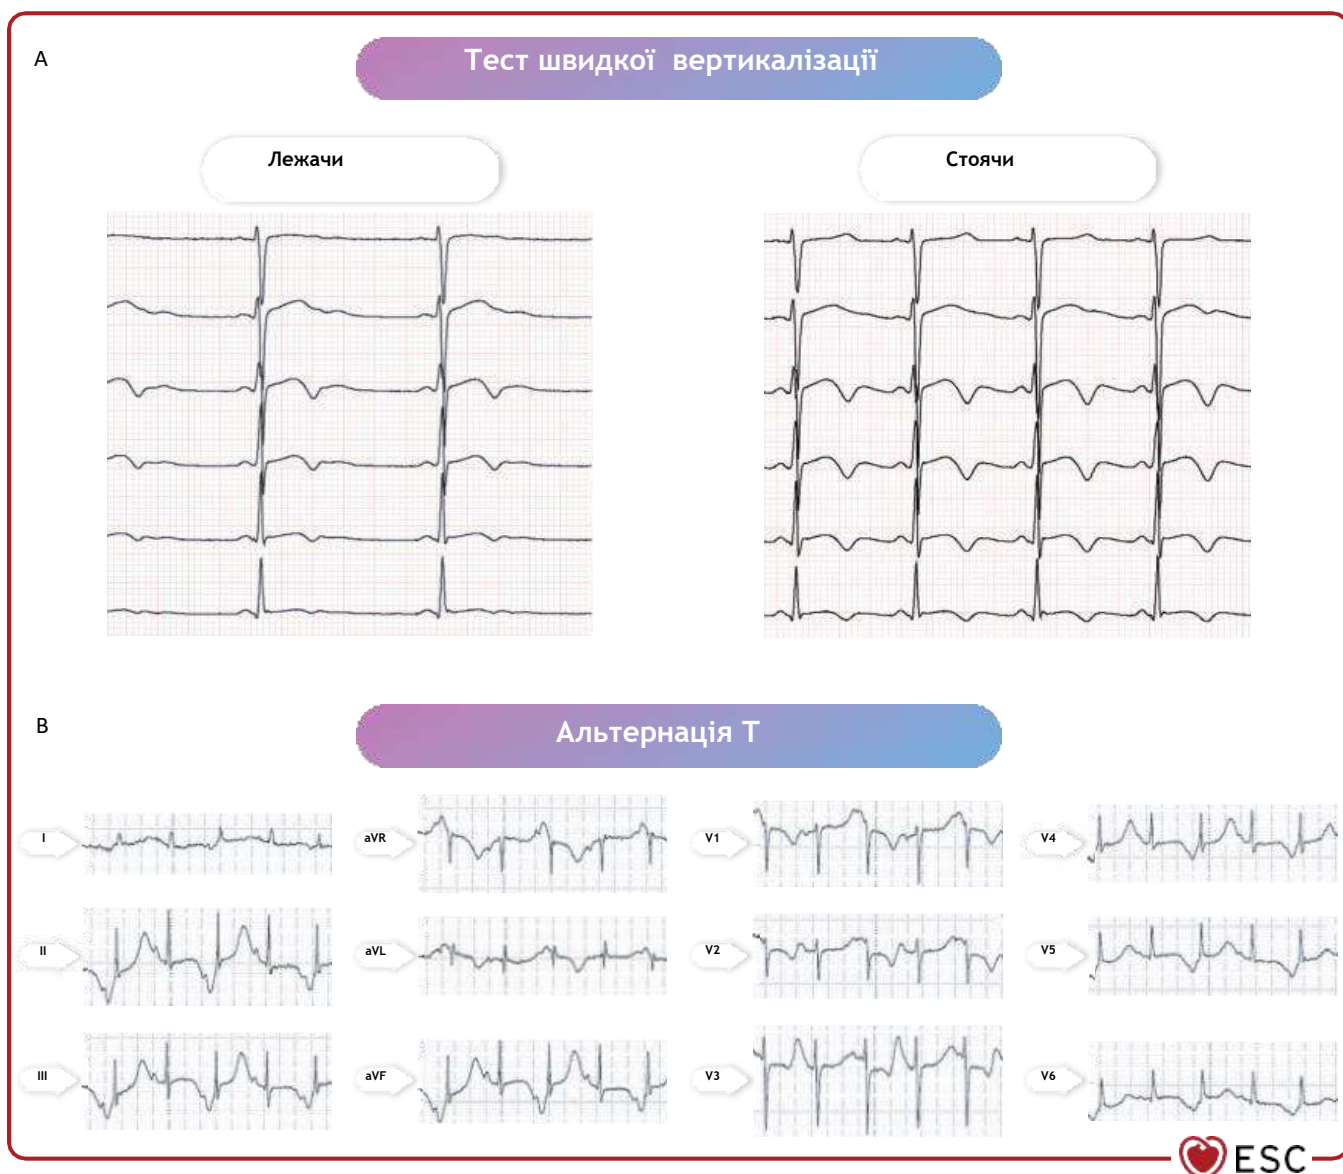 A
Тест швидкої вертикалізації
Лежачи
Стоячи
B
Альтернація Т
I
aVR
V1
V4
II
aVL
V2
V5
III
aVF
V3
V6
ESC